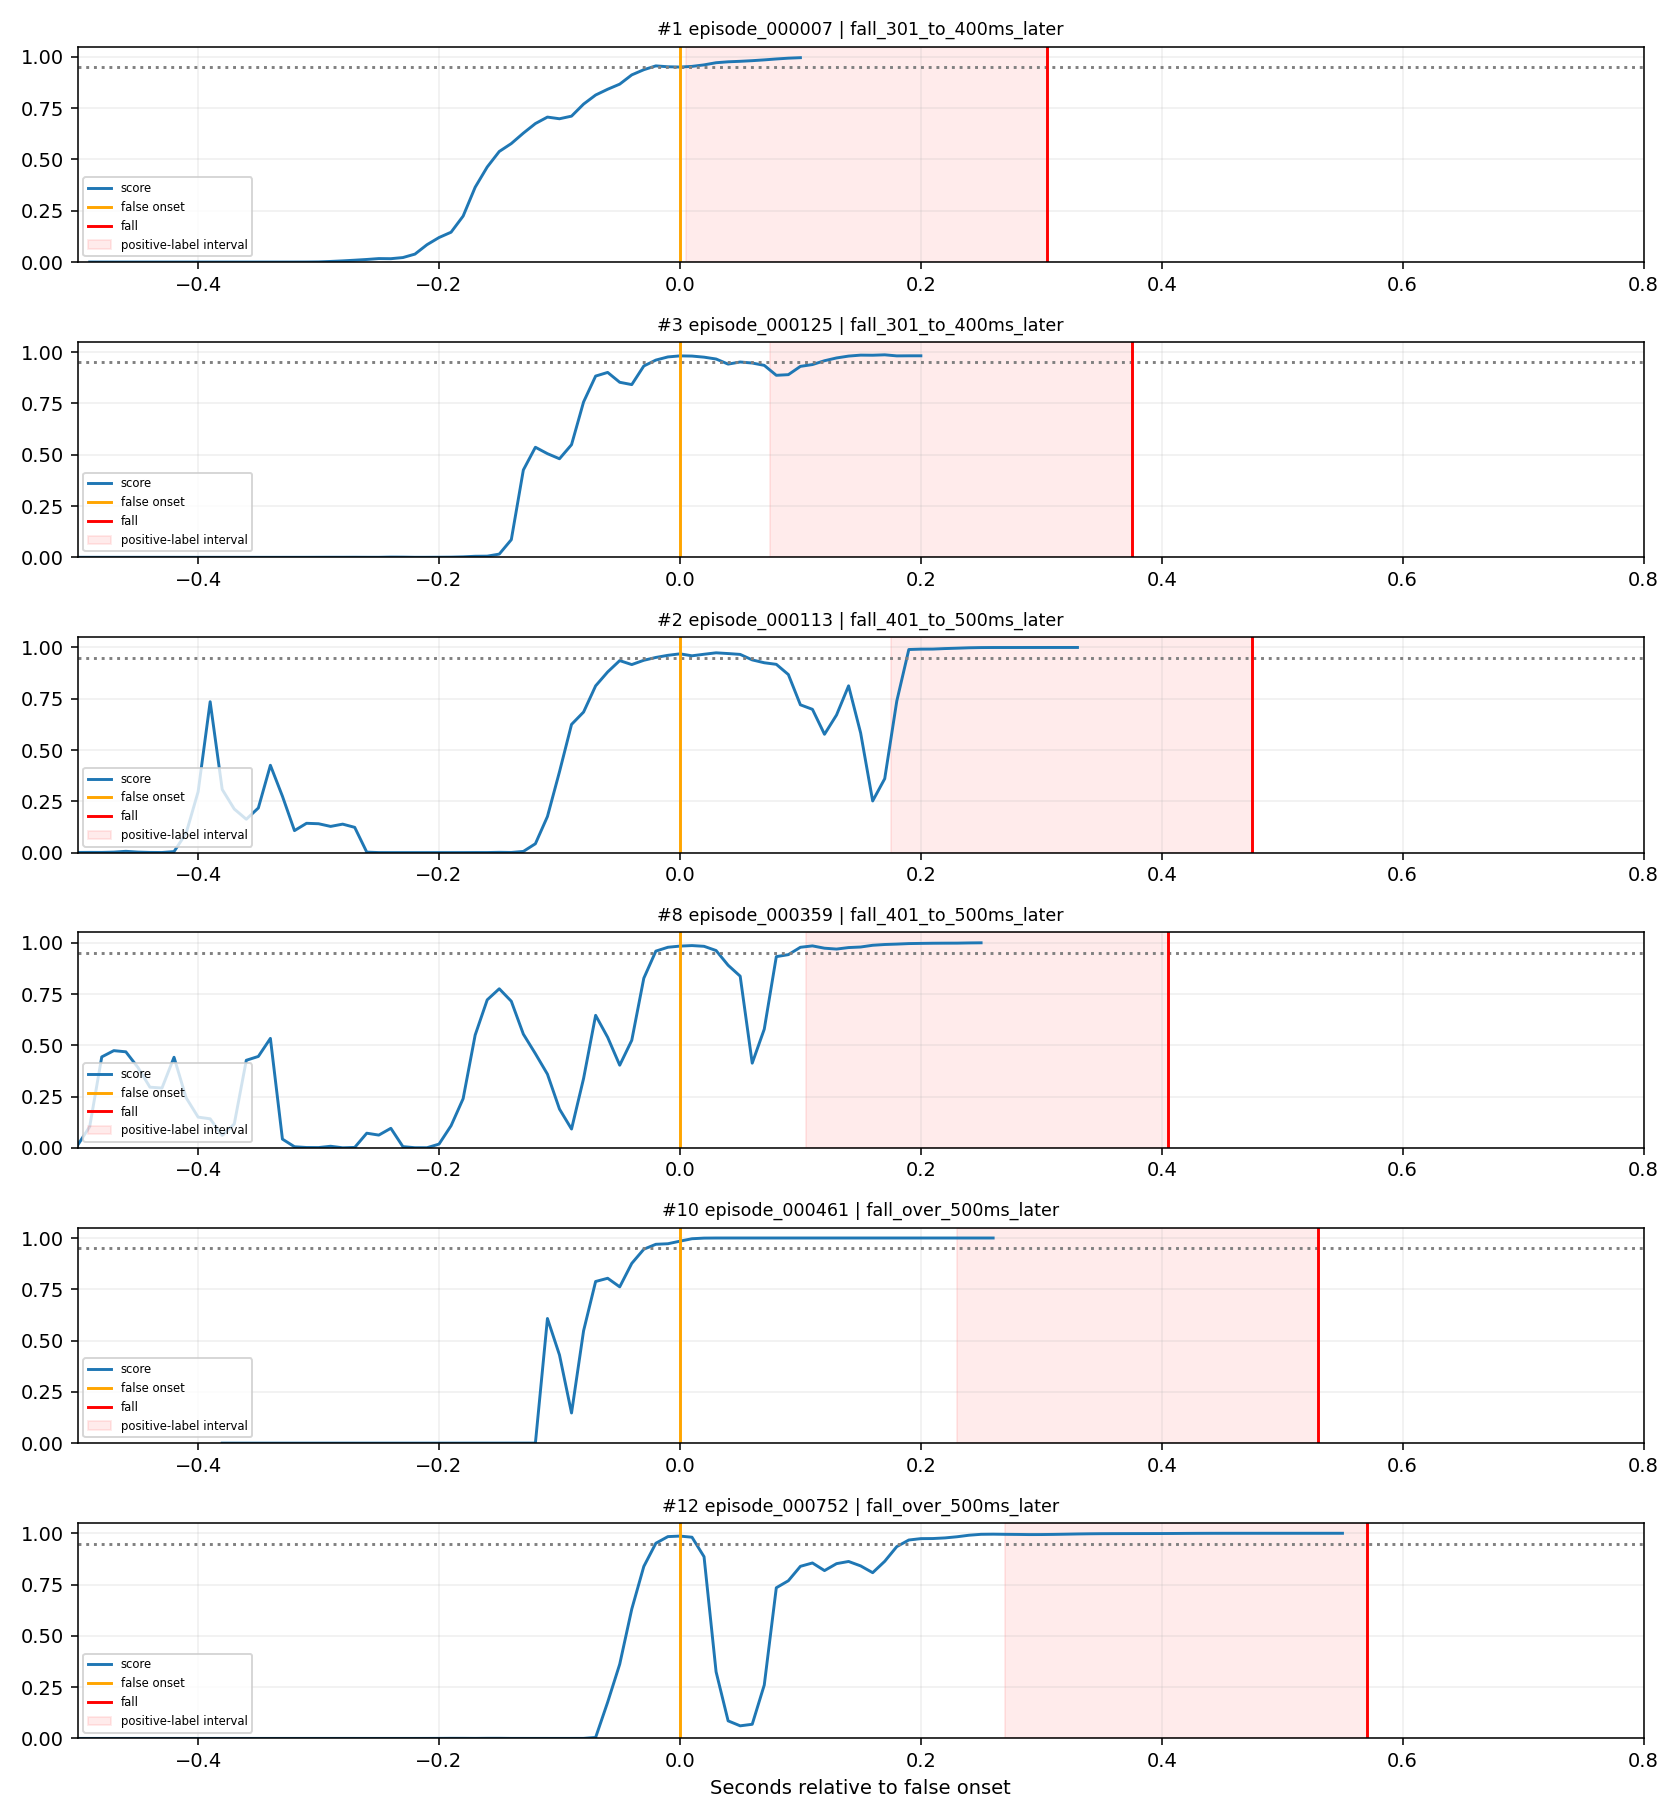 #1 episode_000007 | fall_301_to_400ms_later
1.00
0.75
0.50
0.25
0.00
score
false onset
fall
positive-label interval
−0.4 −0.2 0.0 0.2 0.4 0.6 0.8
#3 episode_000125 | fall_301_to_400ms_later
1.00
0.75
0.50
0.25
0.00
score
false onset
fall
positive-label interval
−0.4 −0.2 0.0 0.2 0.4 0.6 0.8
#2 episode_000113 | fall_401_to_500ms_later
1.00
0.75
0.50
0.25
0.00
score
false onset
fall
positive-label interval
−0.4 −0.2 0.0 0.2 0.4 0.6 0.8
#8 episode_000359 | fall_401_to_500ms_later
1.00
0.75
0.50
0.25
0.00
score
false onset
fall
positive-label interval
−0.4 −0.2 0.0 0.2 0.4 0.6 0.8
#10 episode_000461 | fall_over_500ms_later
1.00
0.75
0.50
0.25
0.00
score
false onset
fall
positive-label interval
−0.4 −0.2 0.0 0.2 0.4 0.6 0.8
#12 episode_000752 | fall_over_500ms_later
1.00
0.75
0.50
0.25
0.00
score
false onset
fall
positive-label interval
−0.4 −0.2 0.0 0.2 0.4 0.6 0.8
Seconds relative to false onset